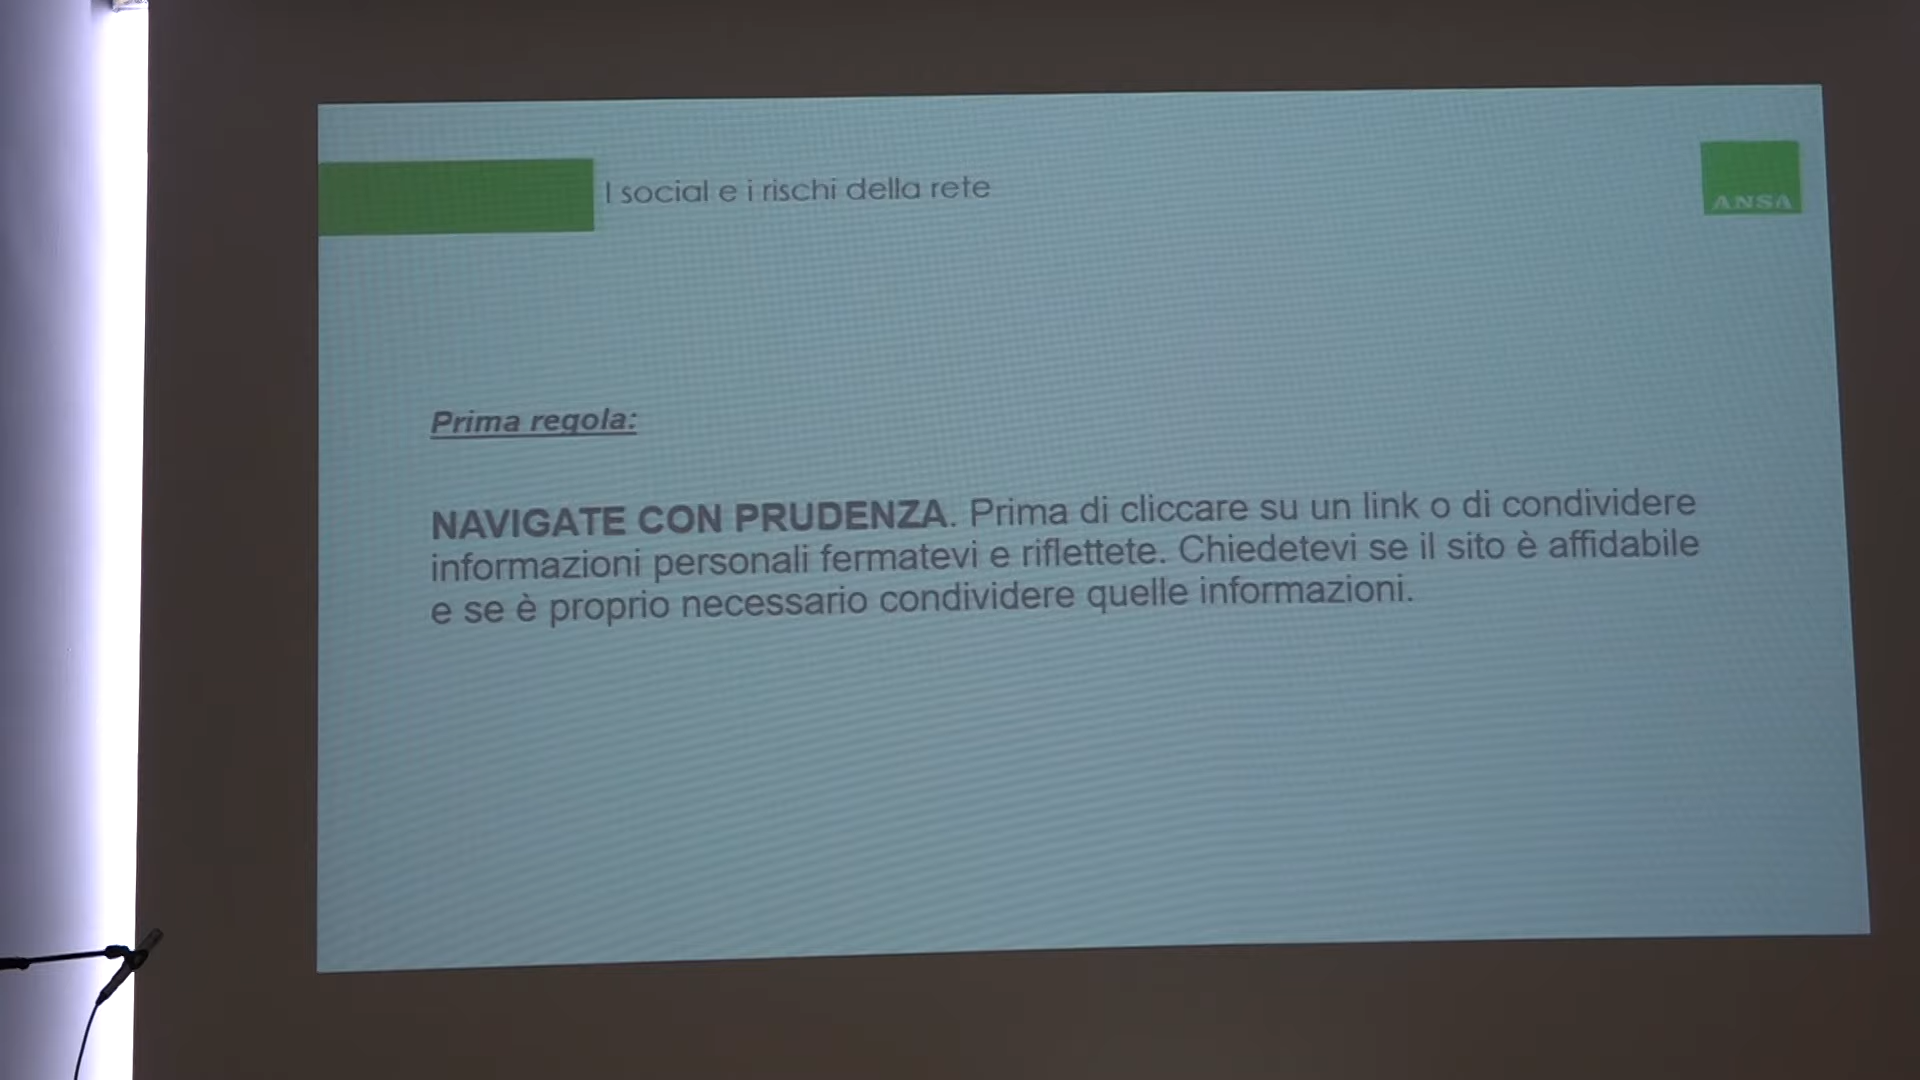 I social e i rischi della rete
ANSA
Prima regola:
NAVIGATE CON PRUDENZA. Prima di cliccare su un link o di condividere
informazioni personali fermatevi e riflettete. Chiedetevi se il sito è affidabile
e se è proprio necessario condividere quelle informazioni.